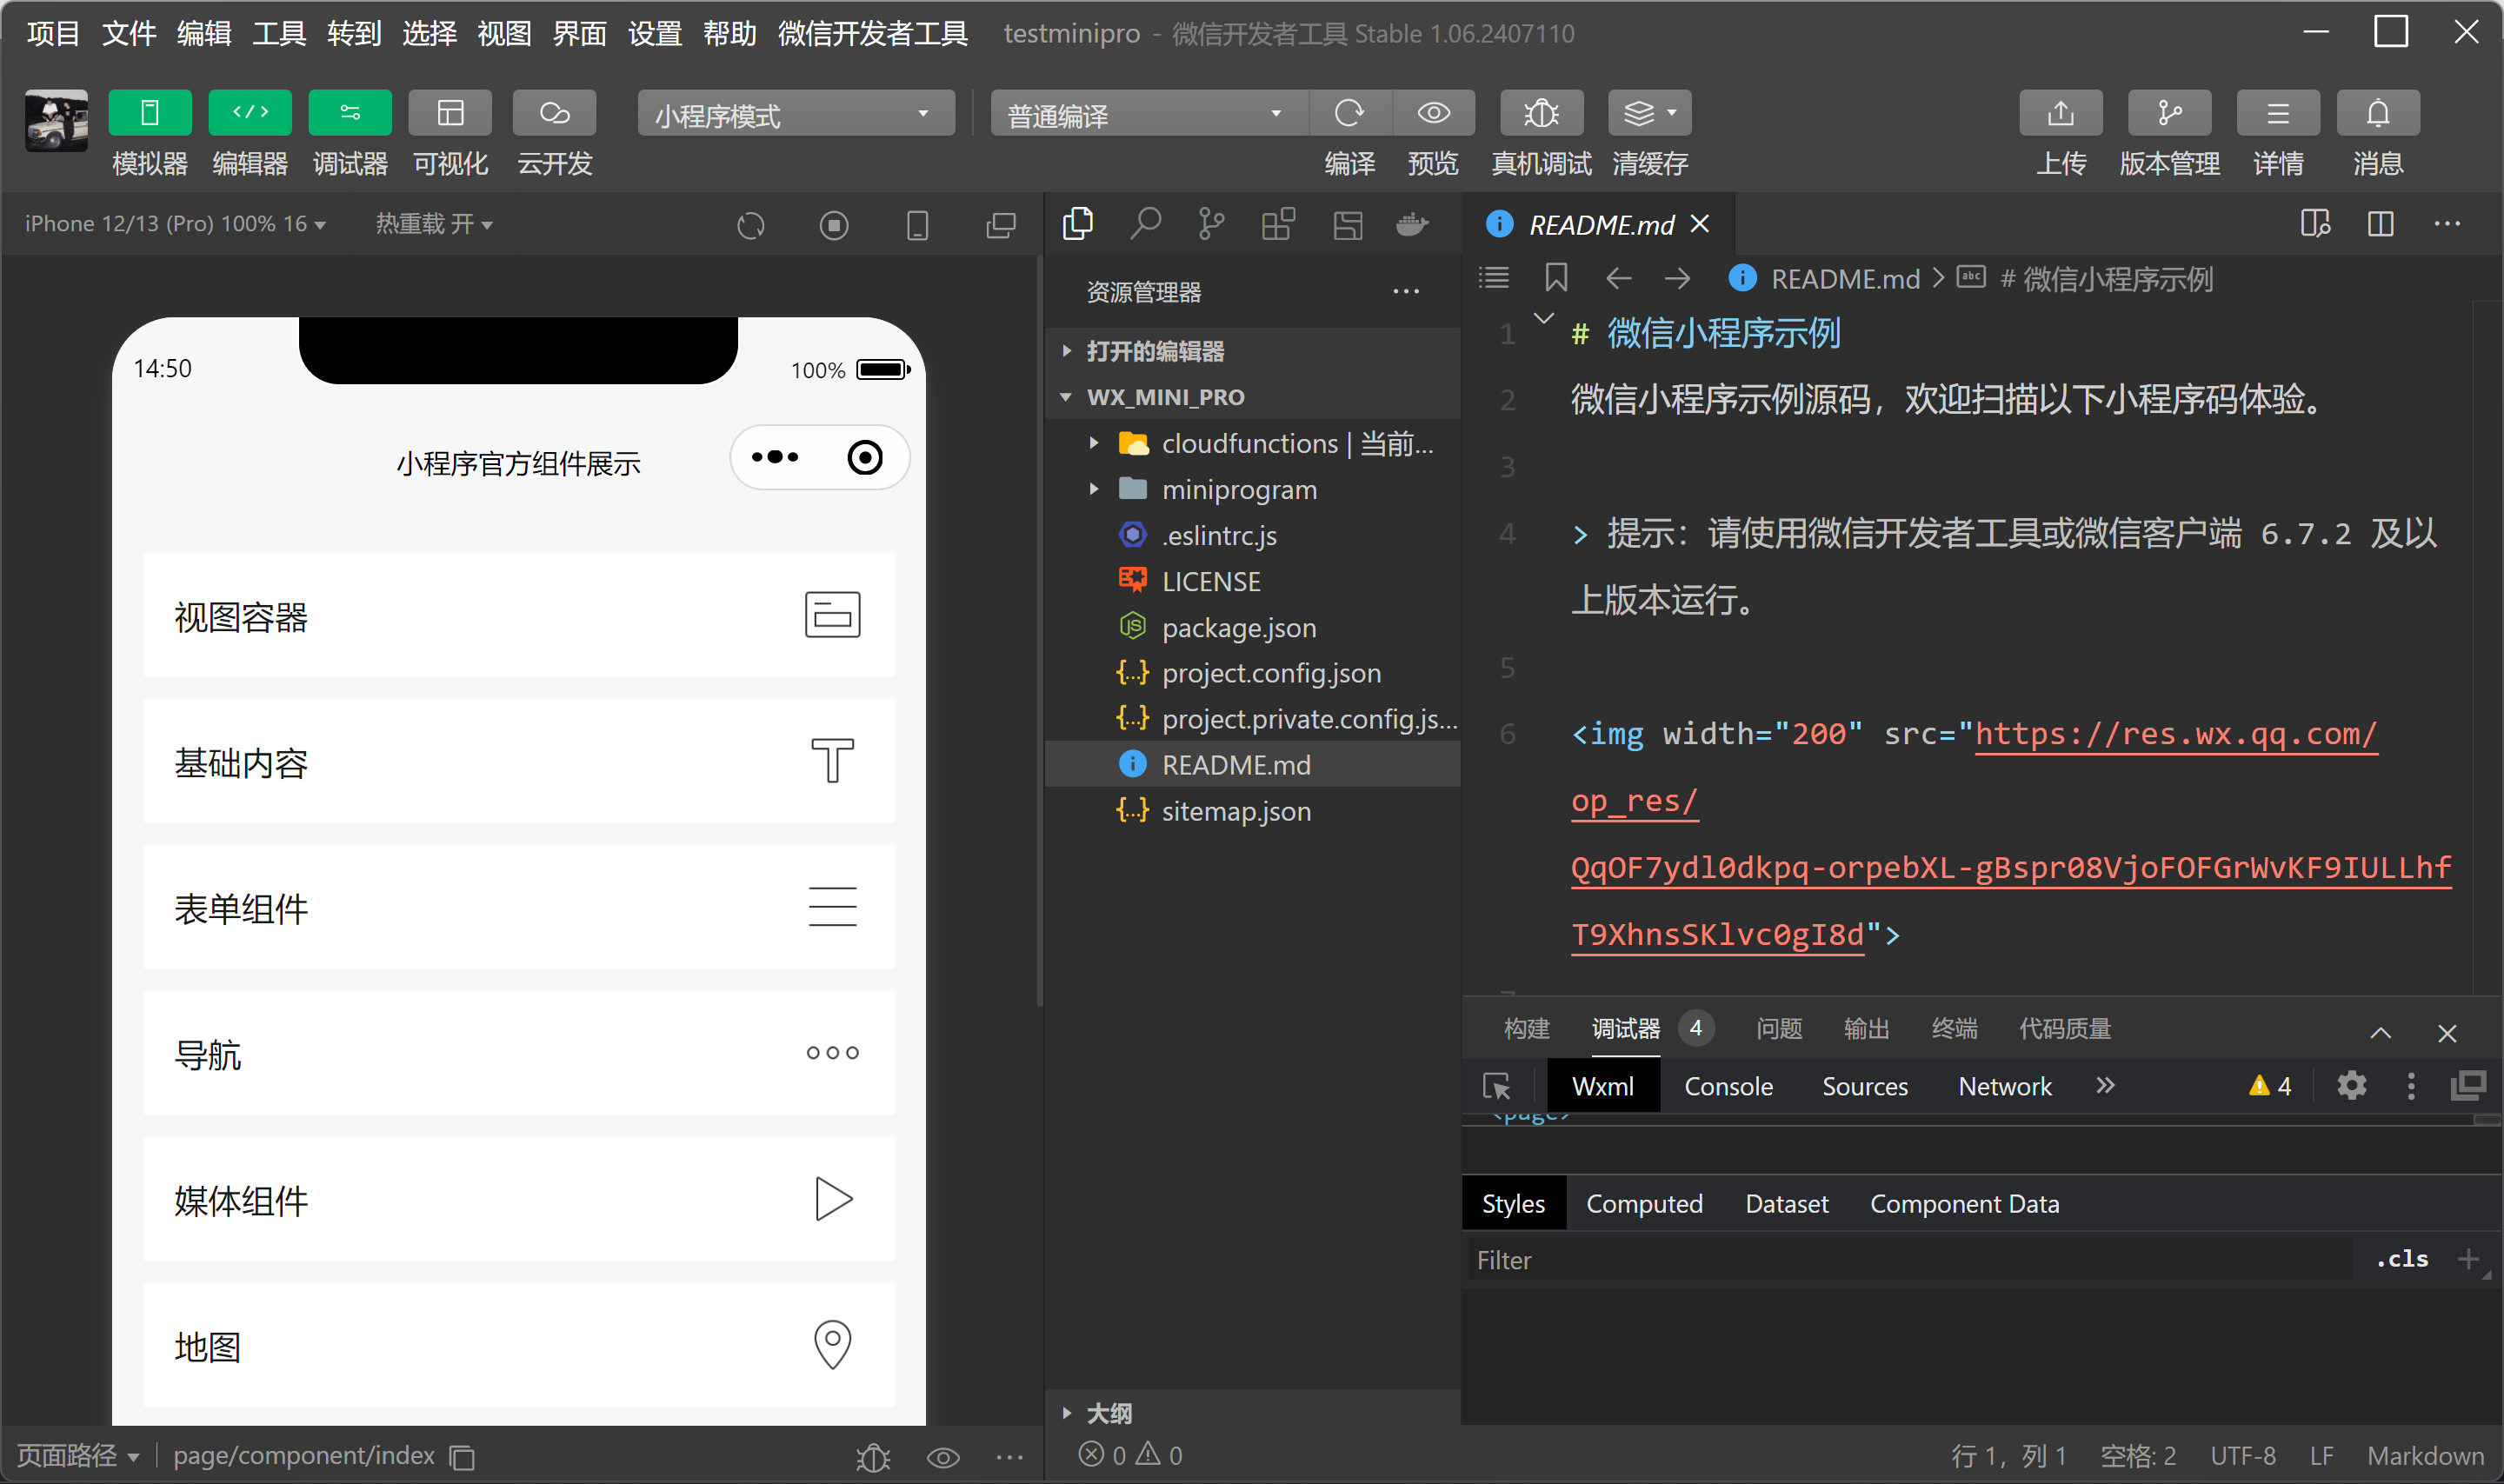 项目 文件 编辑 工具 转到 选择 视图 界面 设置 帮助 微信开发者工具 testminipro - 微信开发者工具 Stable 1.06.2407110
小程序模式 普通编译
模拟器 编辑器 调试器 可视化 云开发 编译 预览 真机调试 清缓存 上传 版本管理 详情 消息
iPhone 12/13 (Pro) 100% 16 热重载 开
14:50 100%
小程序官方组件展示
视图容器
基础内容
表单组件
导航
媒体组件
地图
页面路径 page/component/index
资源管理器
打开的编辑器
WX_MINI_PRO
cloudfunctions | 当前...
miniprogram
.eslintrc.js
LICENSE
package.json
project.config.json
project.private.config.js...
README.md
sitemap.json
大纲
0 0
README.md
README.md > abc # 微信小程序示例
1 # 微信小程序示例
2 微信小程序示例源码，欢迎扫描以下小程序码体验。
3
4 > 提示：请使用微信开发者工具或微信客户端 6.7.2 及以
上版本运行。
5
6 <img width="200" src="https://res.wx.qq.com/
op_res/
QqOF7ydl0dkpq-orpebXL-gBspr08VjoFOFGrWvKF9IULLhf
T9XhnsSKlvc0gI8d">
构建 调试器 4 问题 输出 终端 代码质量
Wxml Console Sources Network 4
<page>
Styles Computed Dataset Component Data
Filter .cls
行 1，列 1 空格: 2 UTF-8 LF Markdown